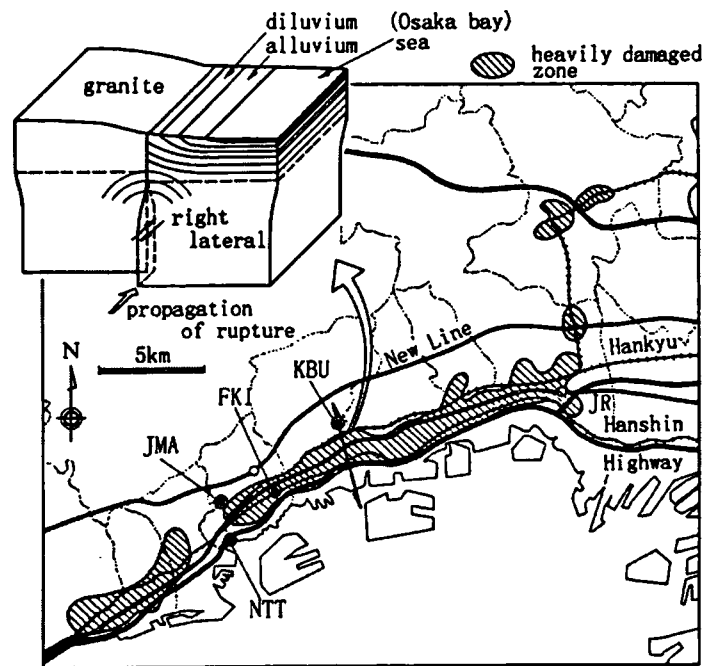 diluvium (Osaka bay)
alluvium sea
heavily damaged
zone
granite
right
lateral
propagation
of rupture
N
5km
New Line
Hankyu
KBU
FKI
JR
JMA
Hanshin
Highway
NTT